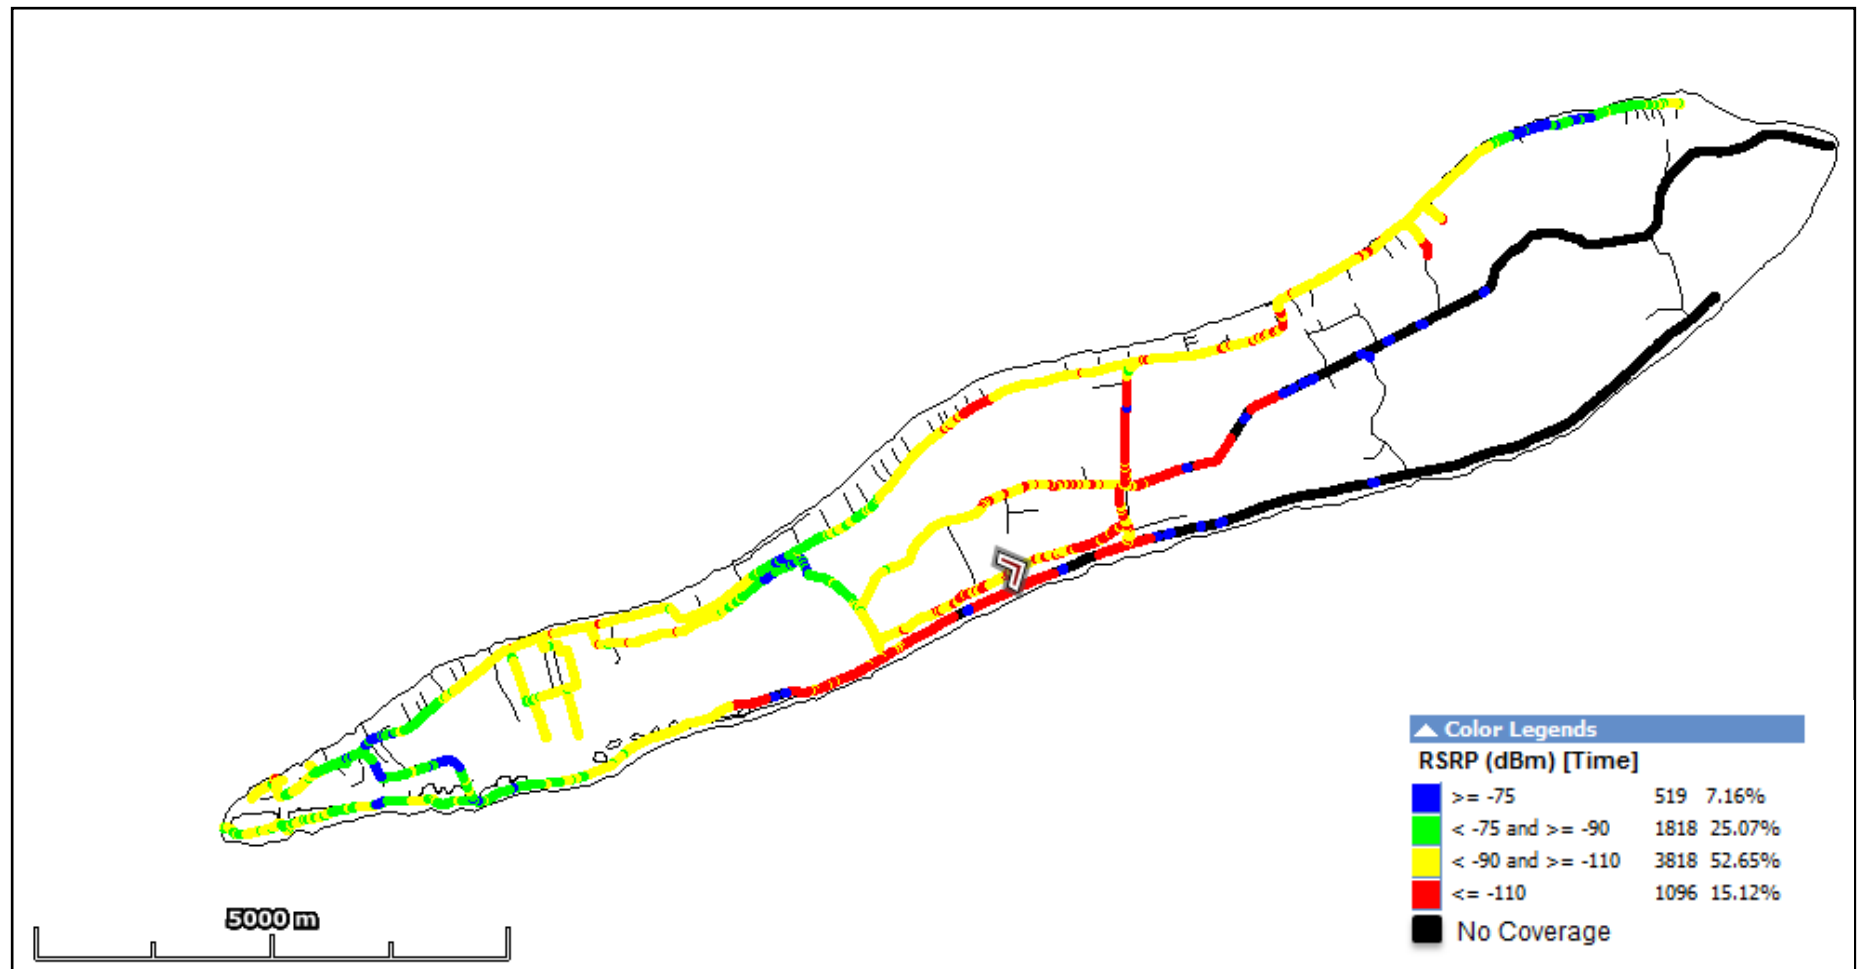 5000 m
Color Legends
RSRP (dBm) [Time]
>= -75 519 7.16%
< -75 and >= -90 1818 25.07%
< -90 and >= -110 3818 52.65%
<= -110 1096 15.12%
No Coverage